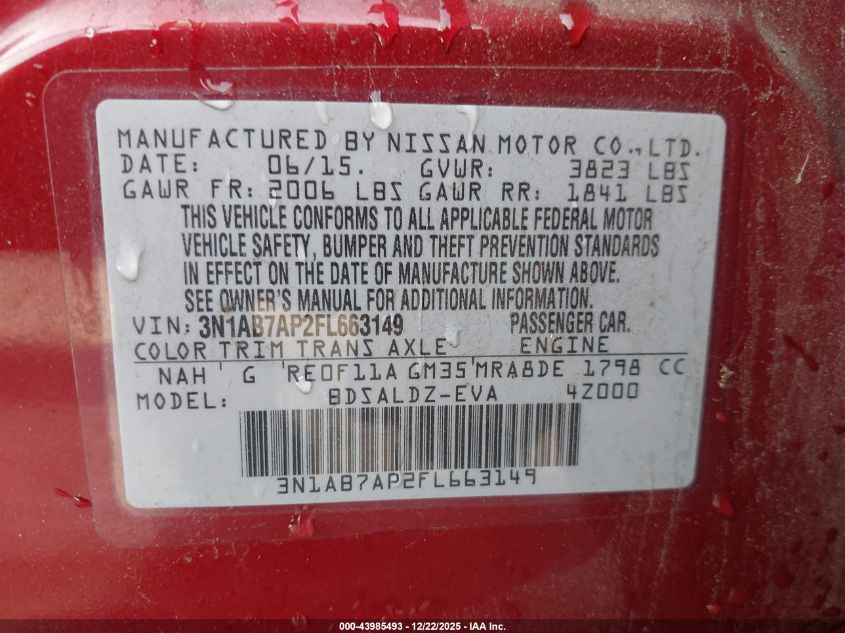 MANUFACTURED BY NISSAN MOTOR CO., LTD.
DATE: 06/15. GVWR: 3823 LBS
GAWR FR: 2006 LBS GAWR RR: 1841 LBS
THIS VEHICLE CONFORMS TO ALL APPLICABLE FEDERAL MOTOR
VEHICLE SAFETY, BUMPER AND THEFT PREVENTION STANDARDS
IN EFFECT ON THE DATE OF MANUFACTURE SHOWN ABOVE.
SEE OWNER'S MANUAL FOR ADDITIONAL INFORMATION.
VIN: 3N1AB7AP2FL663149 PASSENGER CAR.
COLOR TRIM TRANS AXLE ENGINE
NAH G RE0F11A GM35 MRA8DE 1798 CC
MODEL: BDSALDZ-EVA 4Z000
3N1AB7AP2FL663149
000-43985493 - 12/22/2025 - IAA Inc.